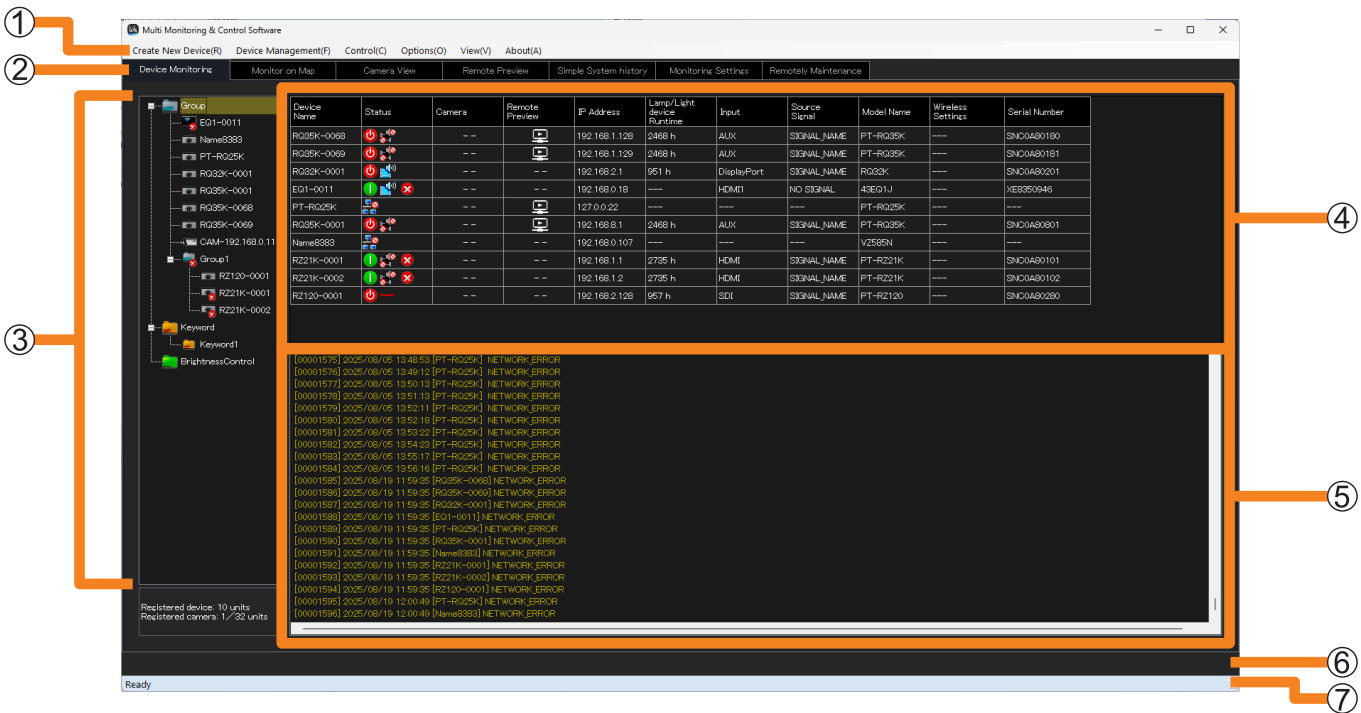 ①
Multi Monitoring & Control Software
Create New Device(R) Device Management(F) Control(C) Options(O) View(V) About(A)
②
Device Monitoring Monitor on Map Camera View Remote Preview Simple System history Monitoring Settings Remotely Maintenance
③
Group
EQ1-0011
Name8383
PT-RQ25K
RQ32K-0001
RQ35K-0001
RQ35K-0068
RQ35K-0069
CAM-192.168.0.11
Group1
RZ120-0001
RZ21K-0001
RZ21K-0002
Keyword
Keyword1
BrightnessControl
Registered device: 10 units
Registered camera: 1/32 units
④
Device Name Status Camera Remote Preview IP Address Lamp/Light device Runtime Input Source Signal Model Name Wireless Settings Serial Number
RQ35K-0068 -- 192.168.1.128 2468 h AUX SIGNAL_NAME PT-RQ35K --- SNC0A80180
RQ35K-0069 -- 192.168.1.129 2468 h AUX SIGNAL_NAME PT-RQ35K --- SNC0A80181
RQ32K-0001 -- -- 192.168.2.1 951 h DisplayPort SIGNAL_NAME RQ32K --- SNC0A80201
EQ1-0011 -- -- 192.168.0.18 --- HDMI1 NO SIGNAL 43EQ1J --- XE8350946
PT-RQ25K -- 127.0.0.22 --- --- --- PT-RQ25K --- ---
RQ35K-0001 -- 192.168.8.1 2468 h AUX SIGNAL_NAME PT-RQ35K --- SNC0A80801
Name8383 -- -- 192.168.0.107 --- --- --- VZ585N --- ---
RZ21K-0001 -- -- 192.168.1.1 2735 h HDMI SIGNAL_NAME PT-RZ21K --- SNC0A80101
RZ21K-0002 -- -- 192.168.1.2 2735 h HDMI SIGNAL_NAME PT-RZ21K --- SNC0A80102
RZ120-0001 -- -- 192.168.2.128 957 h SDI SIGNAL_NAME PT-RZ120 --- SNC0A80280
⑤
[00001575] 2025/08/05 13:48:53 [PT-RQ25K] NETWORK_ERROR
[00001576] 2025/08/05 13:49:12 [PT-RQ25K] NETWORK_ERROR
[00001577] 2025/08/05 13:50:13 [PT-RQ25K] NETWORK_ERROR
[00001578] 2025/08/05 13:51:13 [PT-RQ25K] NETWORK_ERROR
[00001579] 2025/08/05 13:52:11 [PT-RQ25K] NETWORK_ERROR
[00001580] 2025/08/05 13:52:18 [PT-RQ25K] NETWORK_ERROR
[00001581] 2025/08/05 13:53:22 [PT-RQ25K] NETWORK_ERROR
[00001582] 2025/08/05 13:54:23 [PT-RQ25K] NETWORK_ERROR
[00001583] 2025/08/05 13:55:17 [PT-RQ25K] NETWORK_ERROR
[00001584] 2025/08/05 13:56:16 [PT-RQ25K] NETWORK_ERROR
[00001585] 2025/08/19 11:59:35 [RQ35K-0068] NETWORK_ERROR
[00001586] 2025/08/19 11:59:35 [RQ35K-0069] NETWORK_ERROR
[00001587] 2025/08/19 11:59:35 [RQ32K-0001] NETWORK_ERROR
[00001588] 2025/08/19 11:59:35 [EQ1-0011] NETWORK_ERROR
[00001589] 2025/08/19 11:59:35 [PT-RQ25K] NETWORK_ERROR
[00001590] 2025/08/19 11:59:35 [RQ35K-0001] NETWORK_ERROR
[00001591] 2025/08/19 11:59:35 [Name8383] NETWORK_ERROR
[00001592] 2025/08/19 11:59:35 [RZ21K-0001] NETWORK_ERROR
[00001593] 2025/08/19 11:59:35 [RZ21K-0002] NETWORK_ERROR
[00001594] 2025/08/19 11:59:35 [RZ120-0001] NETWORK_ERROR
[00001595] 2025/08/19 12:00:49 [PT-RQ25K] NETWORK_ERROR
[00001596] 2025/08/19 12:00:49 [Name8383] NETWORK_ERROR
⑥
Ready
⑦